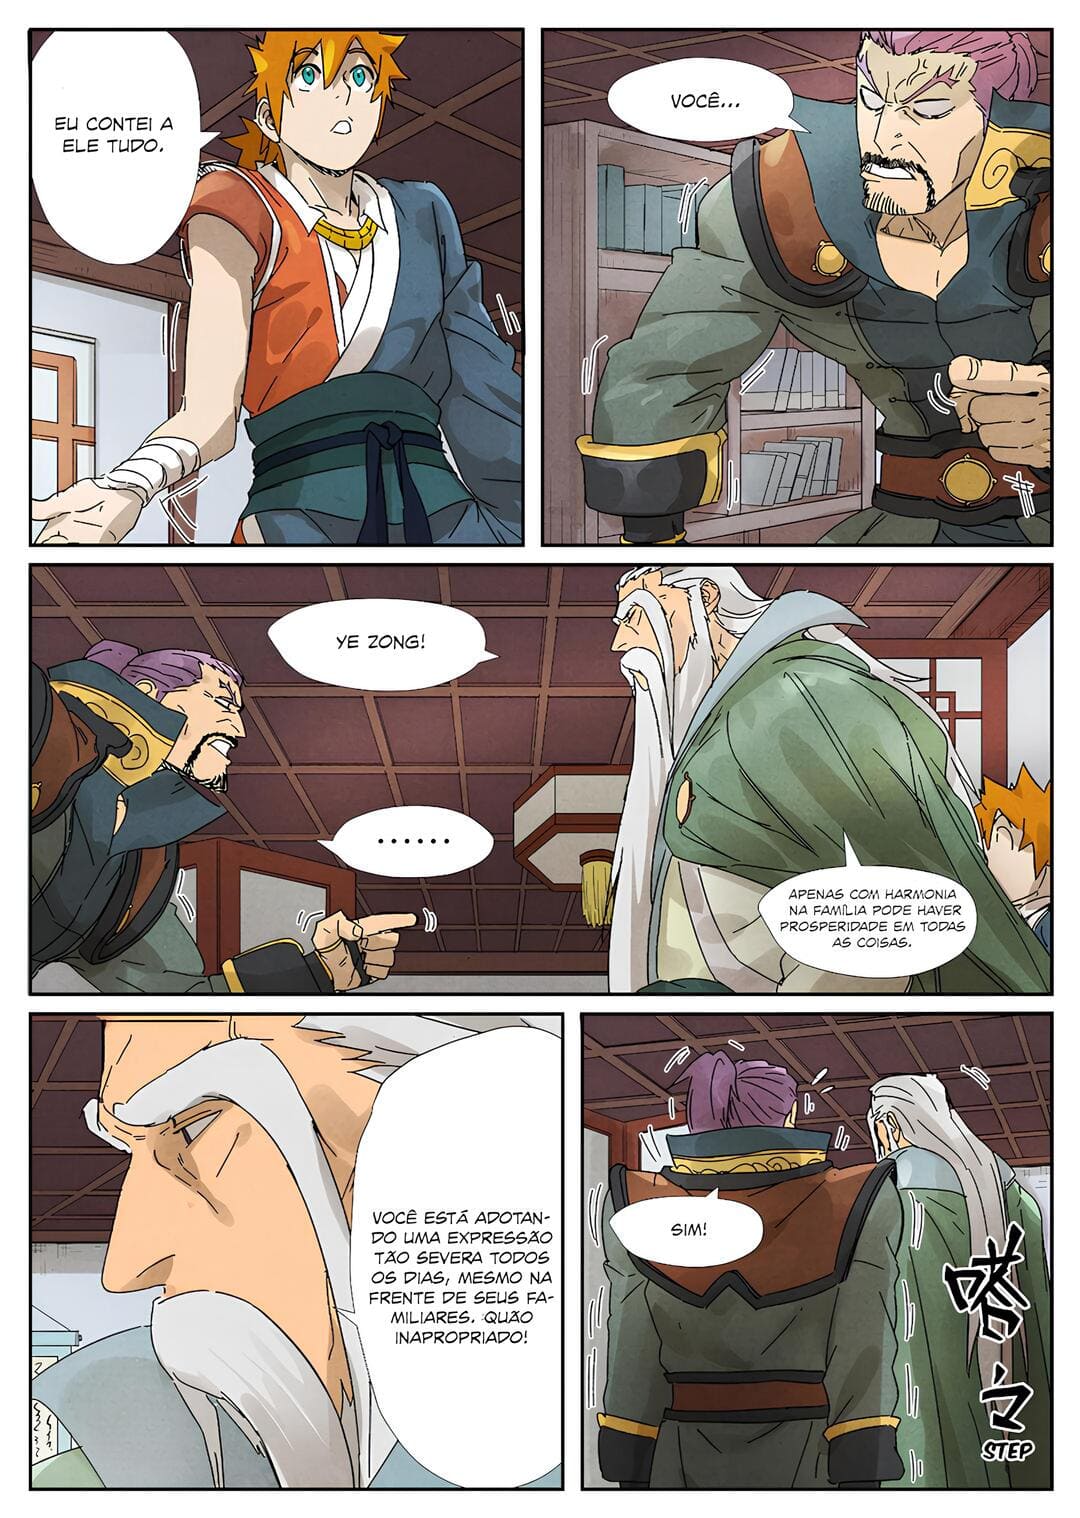 EU CONTEI A
ELE TUDO.
VOCÊ...
YE ZONG!
......
APENAS COM HARMONIA
NA FAMÍLIA PODE HAVER
PROSPERIDADE EM TODAS
AS COISAS.
VOCÊ ESTÁ ADOTAN-
DO UMA EXPRESSÃO
TÃO SEVERA TODOS
OS DIAS, MESMO NA
FRENTE DE SEUS FA-
MILIARES. QUÃO
INAPROPRIADO!
SIM!
嗒
STEP